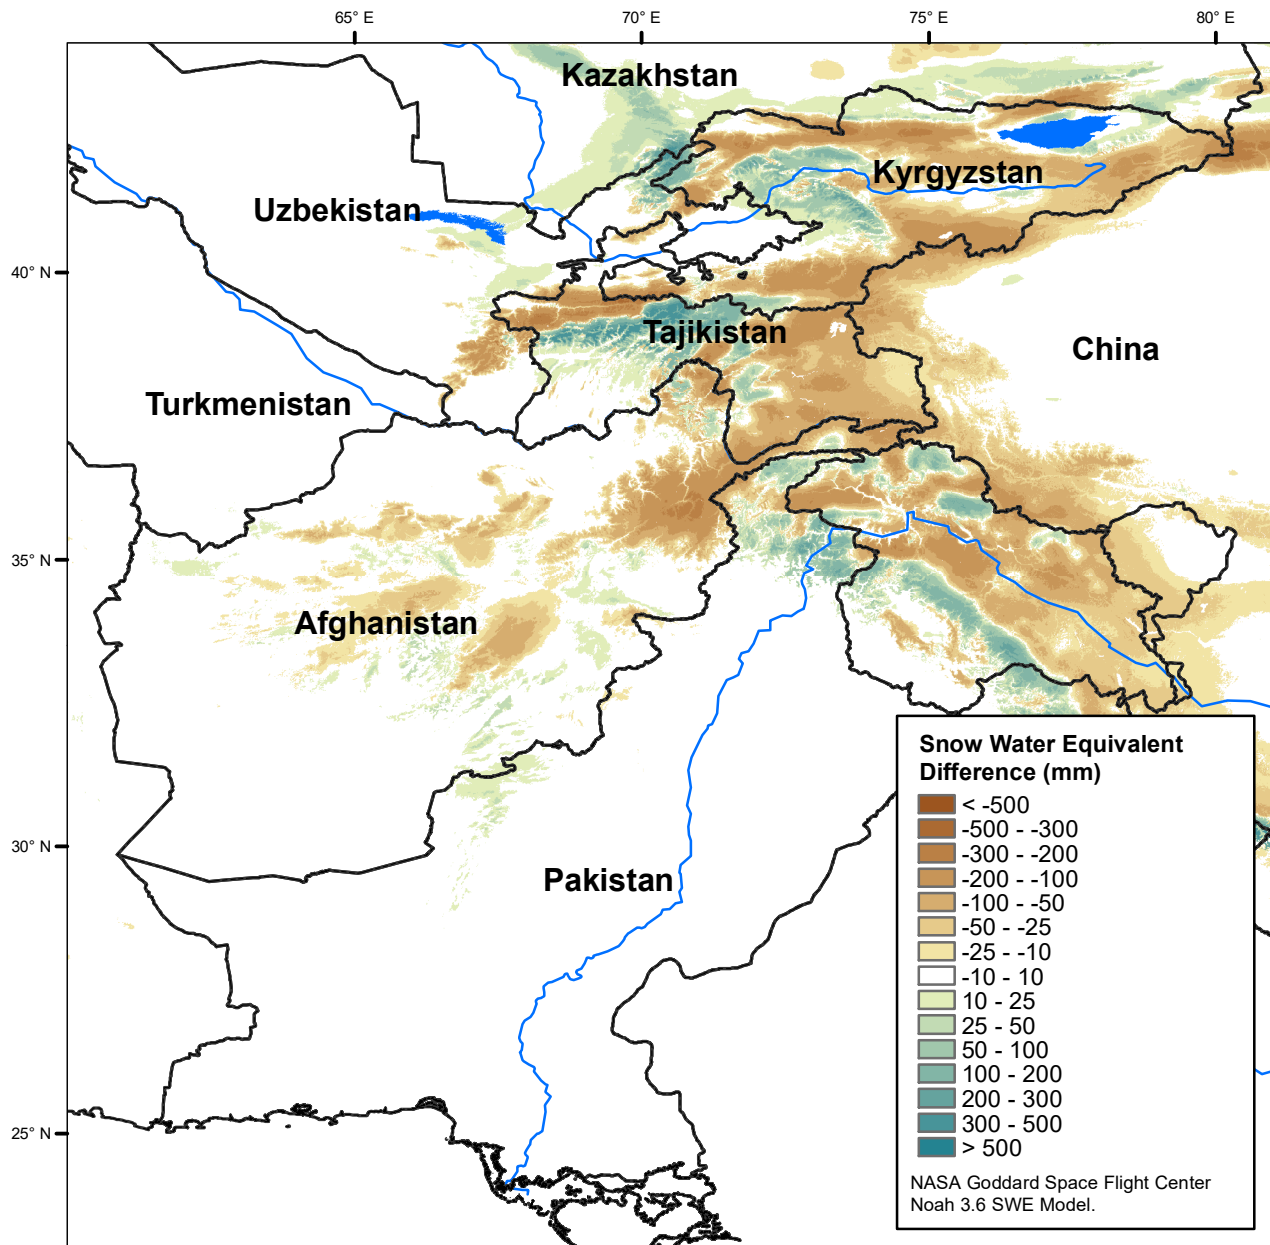 65° E
70° E
75° E
80° E
Kazakhstan
Kyrgyzstan
Uzbekistan
40° N
Tajikistan
China
Turkmenistan
35° N
Afghanistan
Snow Water Equivalent
Difference (mm)
< -500
-500 - -300
-300 - -200
-200 - -100
-100 - -50
-50 - -25
-25 - -10
-10 - 10
10 - 25
25 - 50
50 - 100
100 - 200
200 - 300
300 - 500
> 500
30° N
Pakistan
25° N
NASA Goddard Space Flight Center
Noah 3.6 SWE Model.